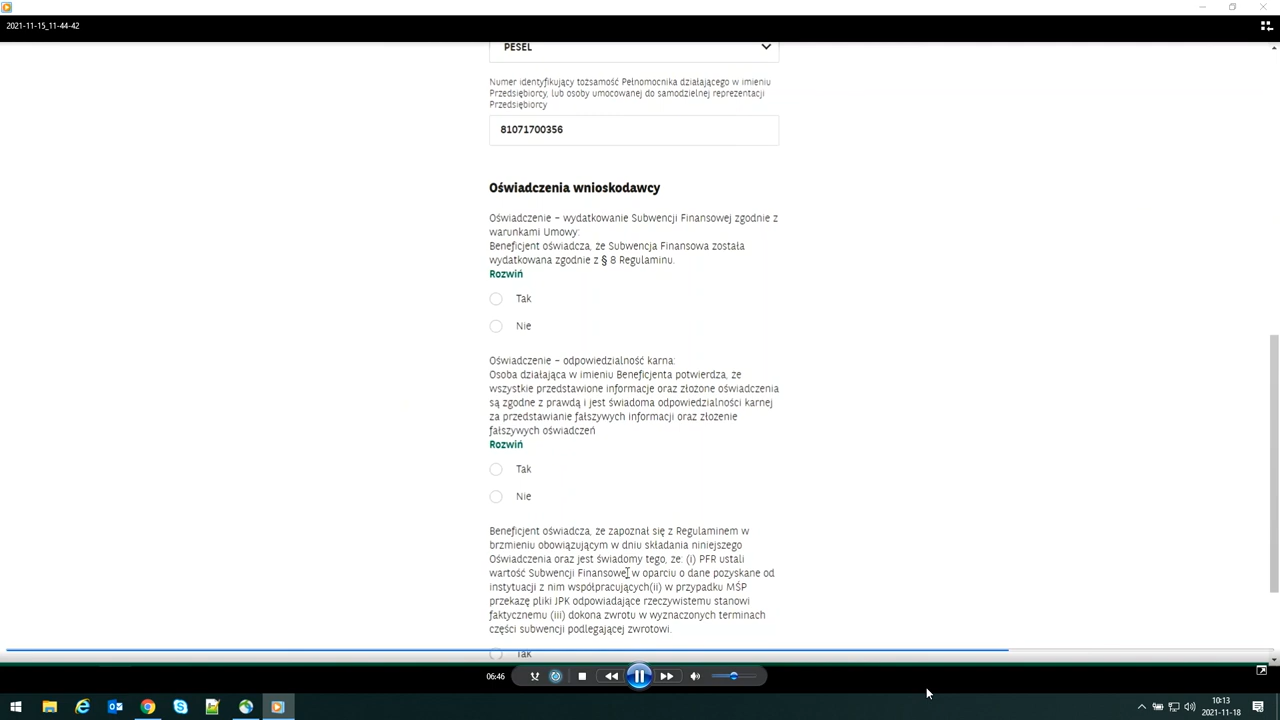 2021-11-15_11-44-42
PESEL
Numer identyfikujący tożsamość Pełnomocnika działającego w imieniu
Przedsiębiorcy, lub osoby umocowanej do samodzielnej reprezentacji
Przedsiębiorcy
81071700356
Oświadczenia wnioskodawcy
Oświadczenie – wydatkowanie Subwencji Finansowej zgodnie z
warunkami Umowy:
Beneficjent oświadcza, że Subwencja Finansowa została
wydatkowana zgodnie z § 8 Regulaminu.
Rozwiń
Tak
Nie
Oświadczenie – odpowiedzialność karna:
Osoba działająca w imieniu Beneficjenta potwierdza, że
wszystkie przedstawione informacje oraz złożone oświadczenia
są zgodne z prawdą i jest świadoma odpowiedzialności karnej
za przedstawianie fałszywych informacji oraz złożenie
fałszywych oświadczeń
Rozwiń
Tak
Nie
Beneficjent oświadcza, że zapoznał się z Regulaminem w
brzmieniu obowiązującym w dniu składania niniejszego
Oświadczenia oraz jest świadomy tego, że: (i) PFR ustali
wartość Subwencji Finansowej w oparciu o dane pozyskane od
instytuacji z nim współpracujących(ii) w przypadku MŚP
przekazę pliki JPK odpowiadające rzeczywistemu stanowi
faktycznemu (iii) dokona zwrotu w wyznaczonych terminach
części subwencji podlegającej zwrotowi.
Tak
06:46
10:13
2021-11-18